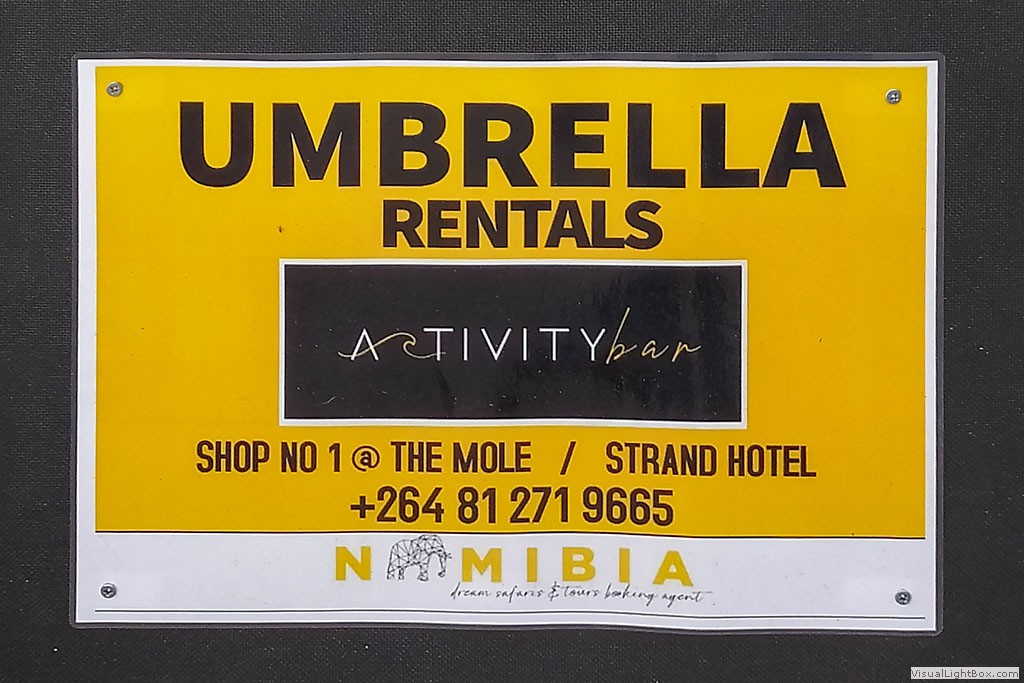 UMBRELLA
RENTALS
ACTIVITYbar
SHOP NO 1 @ THE MOLE / STRAND HOTEL
+264 81 271 9665
NAMIBIA
dream safaris & tours booking agent
VisualLightBox.com